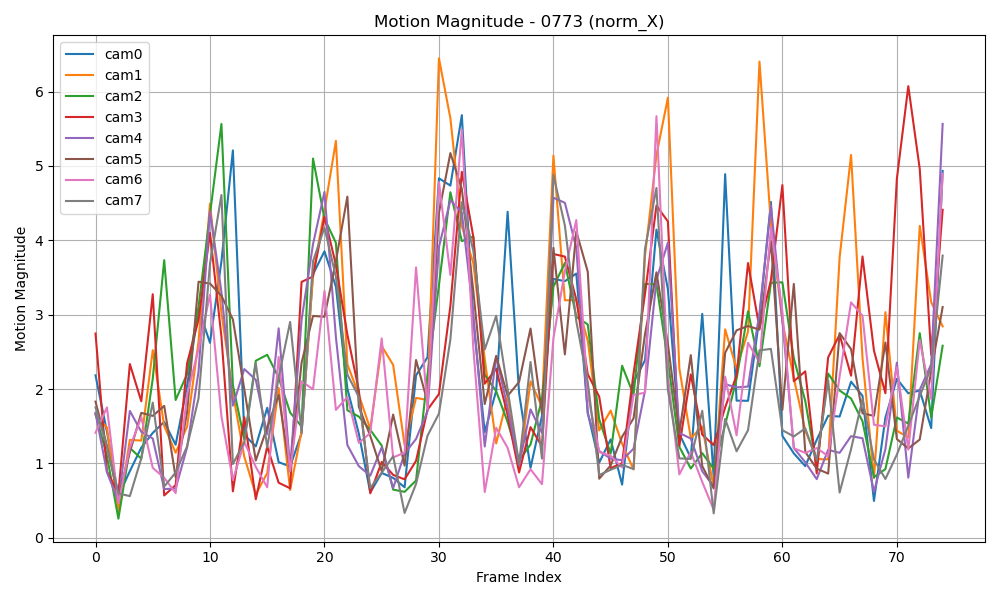 Motion Magnitude - 0773 (norm_X)
cam0
cam1
cam2
cam3
cam4
cam5
cam6
cam7
Motion Magnitude
6
5
4
3
2
1
0
0 10 20 30 40 50 60 70
Frame Index